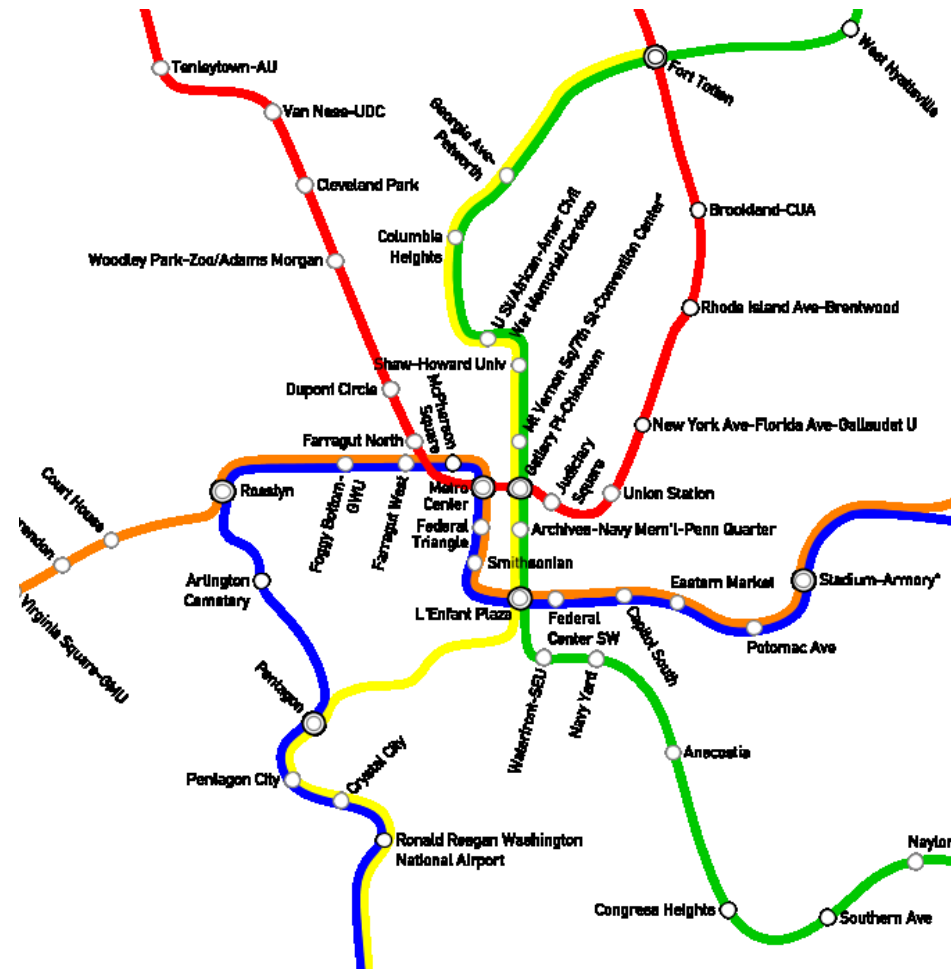 Tenleytown-AU
West Hyattsville
Fort Totten
Van Ness-UDC
Georgia Ave-
Petworth
Cleveland Park
Brookland-CUA
Columbia
Heights
U St/African-Amer Civil
War Memorial/Cardozo
Woodley Park-Zoo/Adams Morgan
Mt Vernon Sq/7th St-Convention Center*
Rhode Island Ave-Brentwood
Shaw-Howard Univ
Gallery Pl-Chinatown
Dupont Circle
McPherson
Square
New York Ave-Florida Ave-Gallaudet U
Farragut North
Judiciary
Square
Union Station
Court House
Rosslyn
Foggy Bottom-
GWU
Farragut West
Metro
Center
Federal
Triangle
Archives-Navy Mem'l-Penn Quarter
Smithsonian
Arlington
Cemetery
Eastern Market
Stadium-Armory*
Virginia Square-GMU
L'Enfant Plaza
Federal
Center SW
Capitol South
Potomac Ave
Pentagon
Waterfront-SEU
Navy Yard
Crystal City
Anacostia
Pentagon City
Ronald Reagan Washington
National Airport
Naylor
Congress Heights
Southern Ave